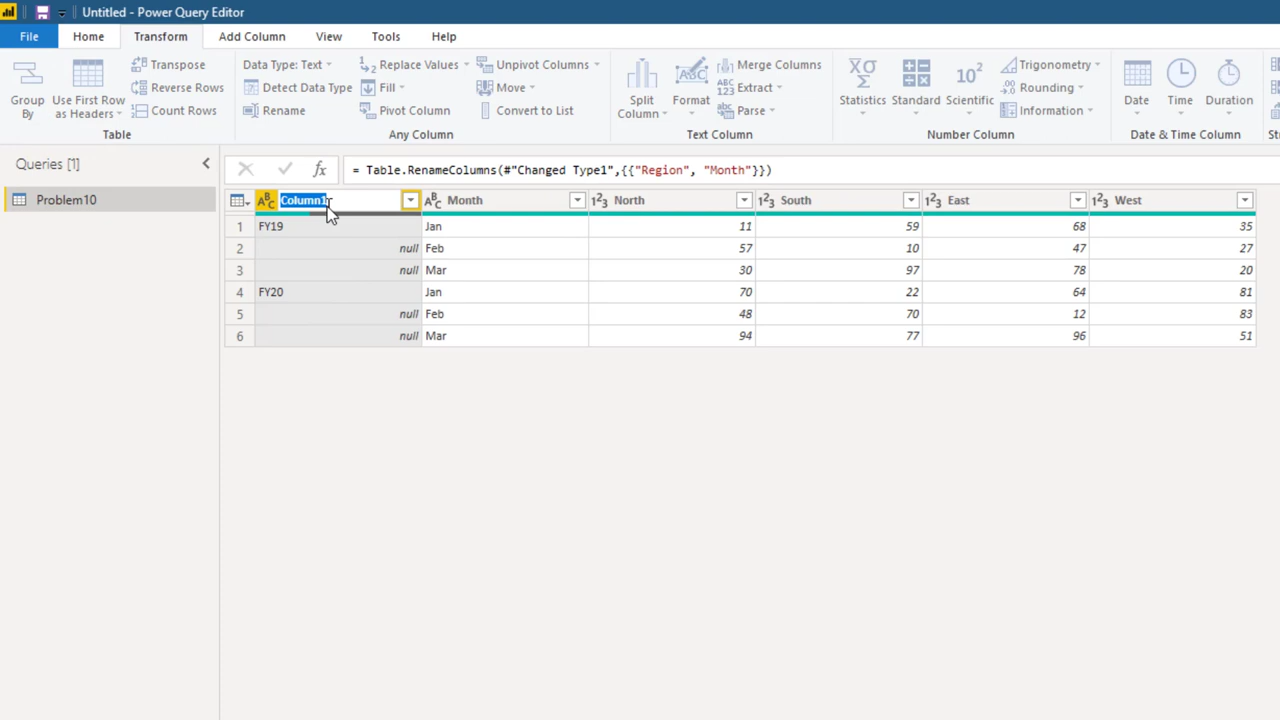 Untitled - Power Query Editor
File Home Transform Add Column View Tools Help
Transpose Data Type: Text Replace Values Unpivot Columns Merge Columns Trigonometry
Reverse Rows Detect Data Type Fill Move Extract Rounding
Count Rows Rename Pivot Column Convert to List Parse Information
Group By
Use First Row as Headers
Split Column
Format
Statistics
Standard
Scientific
Date
Time
Duration
Table Any Column Text Column Number Column Date & Time Column
Queries [1]
Problem10
= Table.RenameColumns(#"Changed Type1",{{"Region", "Month"}})
Column1 Month North South East West
1 FY19 Jan 11 59 68 35
2 null Feb 57 10 47 27
3 null Mar 30 97 78 20
4 FY20 Jan 70 22 64 81
5 null Feb 48 70 12 83
6 null Mar 94 77 96 51